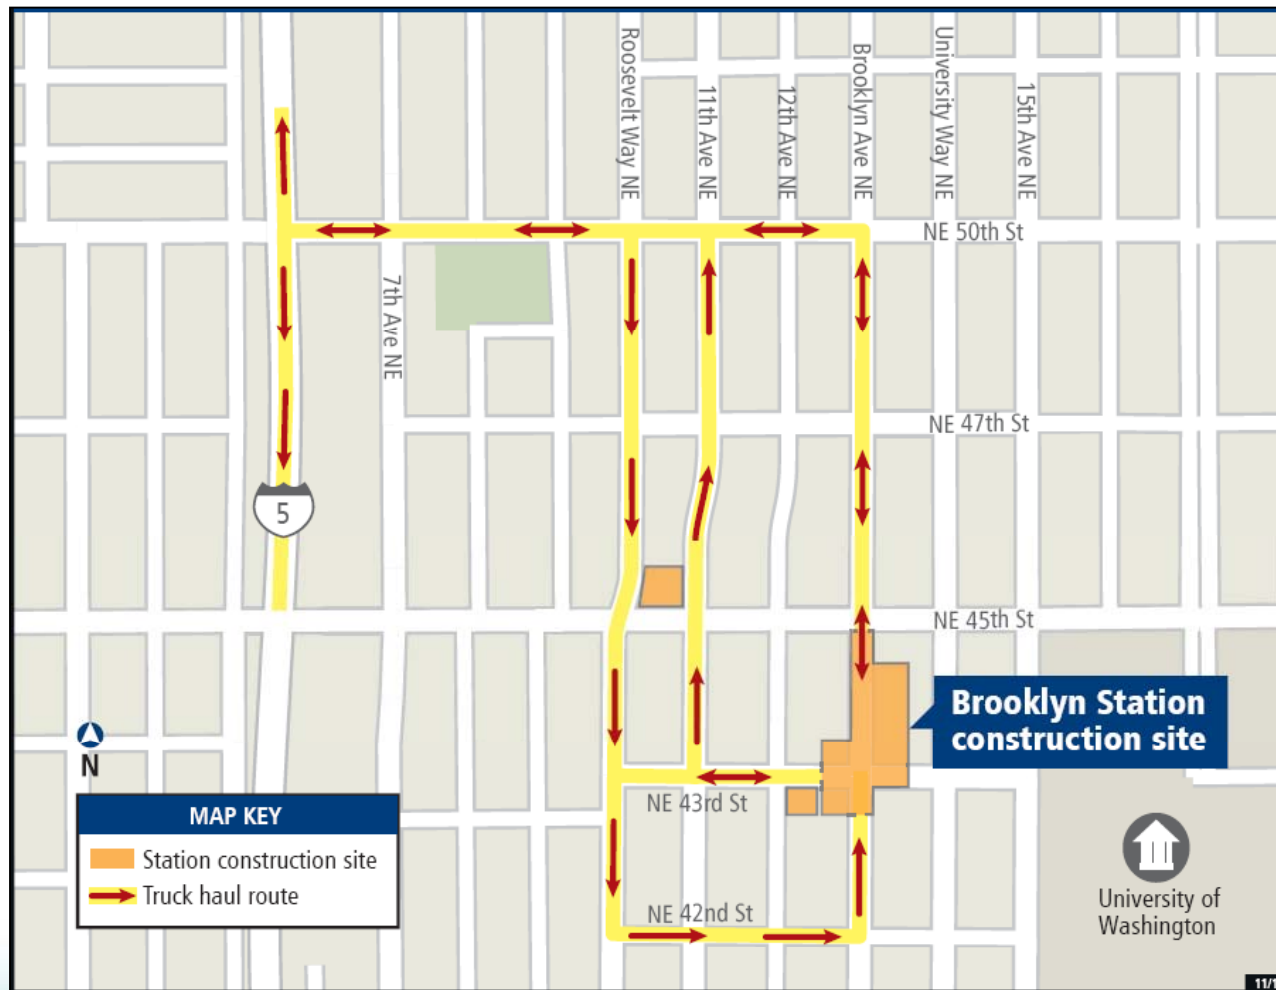 Roosevelt Way NE
11th Ave NE
12th Ave NE
Brooklyn Ave NE
University Way NE
15th Ave NE
NE 50th St
7th Ave NE
NE 47th St
5
NE 45th St
Brooklyn Station
construction site
N
NE 43rd St
MAP KEY
Station construction site
Truck haul route
NE 42nd St
University of
Washington